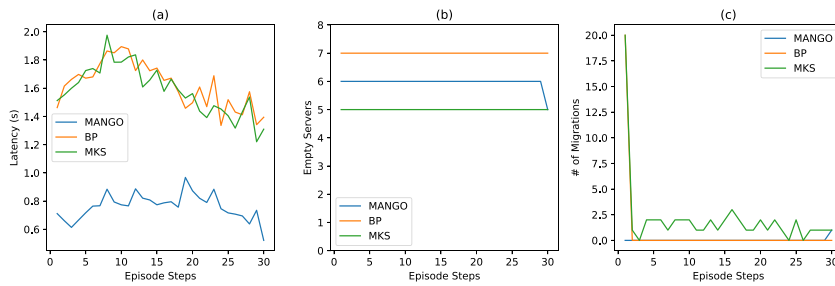 (a)
Latency (s)
2.0
1.8
1.6
1.4
1.2
1.0
0.8
0.6
MANGO
BP
MKS
0 5 10 15 20 25 30
Episode Steps
(b)
Empty Servers
8
7
6
5
4
3
2
1
0
MANGO
BP
MKS
0 10 20 30
Episode Steps
(c)
# of Migrations
20.0
17.5
15.0
12.5
10.0
7.5
5.0
2.5
0.0
MANGO
BP
MKS
0 5 10 15 20 25 30
Episode Steps